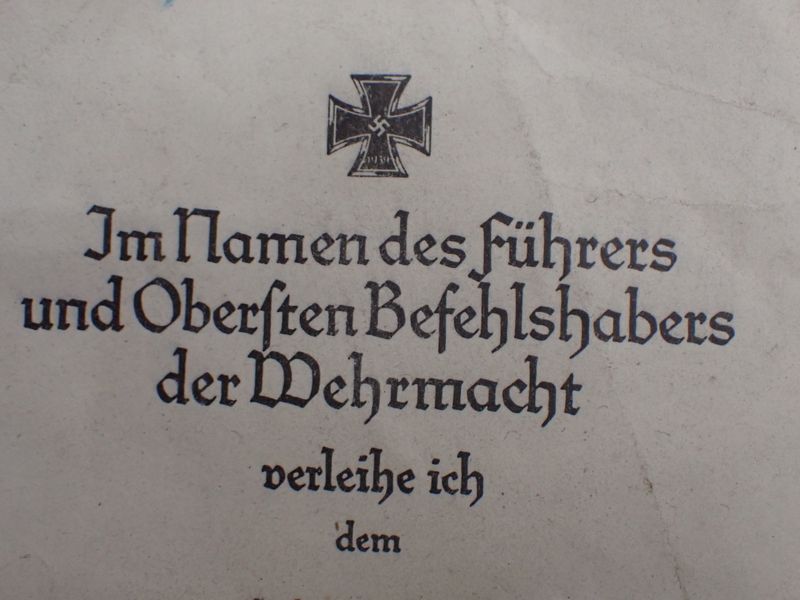 1939
Im Namen des Führers
und Oberſten Befehlshabers
der Wehrmacht
verleihe ich
dem